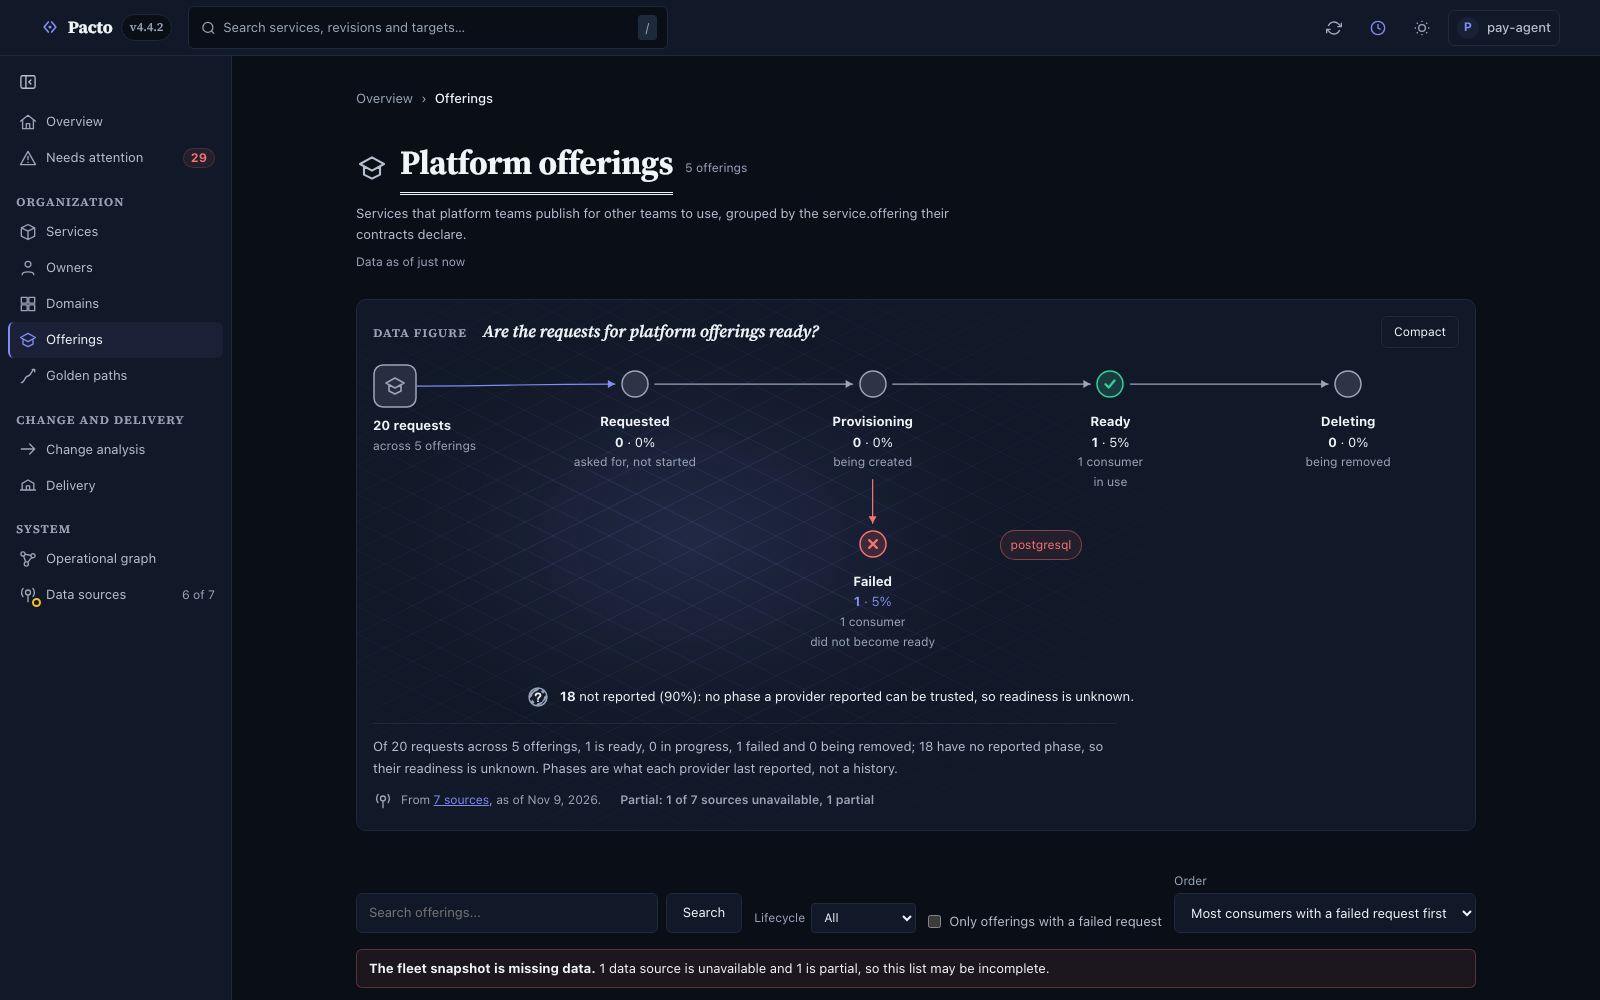 Pacto
v4.4.2
Search services, revisions and targets...
/
P
pay-agent
Overview
Needs attention
29
ORGANIZATION
Services
Owners
Domains
Offerings
Golden paths
CHANGE AND DELIVERY
Change analysis
Delivery
SYSTEM
Operational graph
Data sources
6 of 7
Overview › Offerings
Platform offerings
5 offerings
Services that platform teams publish for other teams to use, grouped by the service.offering their
contracts declare.
Data as of just now
DATA FIGURE
Are the requests for platform offerings ready?
Compact
20 requests
across 5 offerings
Requested
0 · 0%
asked for, not started
Provisioning
0 · 0%
being created
Ready
1 · 5%
1 consumer
in use
Deleting
0 · 0%
being removed
postgresql
Failed
1 · 5%
1 consumer
did not become ready
? 18 not reported (90%): no phase a provider reported can be trusted, so readiness is unknown.
Of 20 requests across 5 offerings, 1 is ready, 0 in progress, 1 failed and 0 being removed; 18 have no reported phase, so
their readiness is unknown. Phases are what each provider last reported, not a history.
From 7 sources, as of Nov 9, 2026.
Partial: 1 of 7 sources unavailable, 1 partial
Order
Search offerings...
Search
Lifecycle
All
Only offerings with a failed request
Most consumers with a failed request first
The fleet snapshot is missing data. 1 data source is unavailable and 1 is partial, so this list may be incomplete.